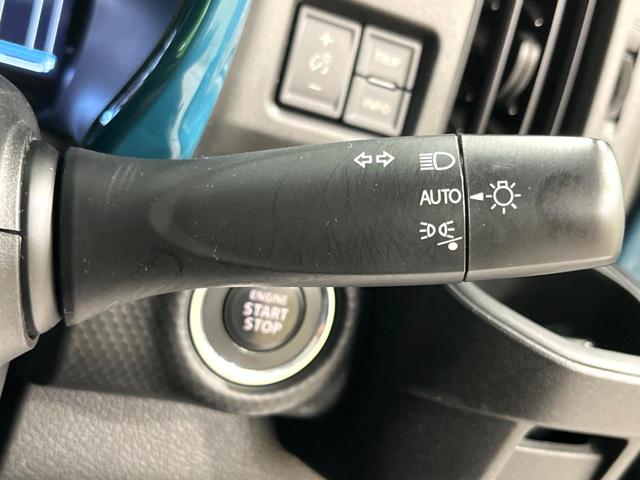 +
TRIP
-
INFO
AUTO
ENGINE
START
STOP